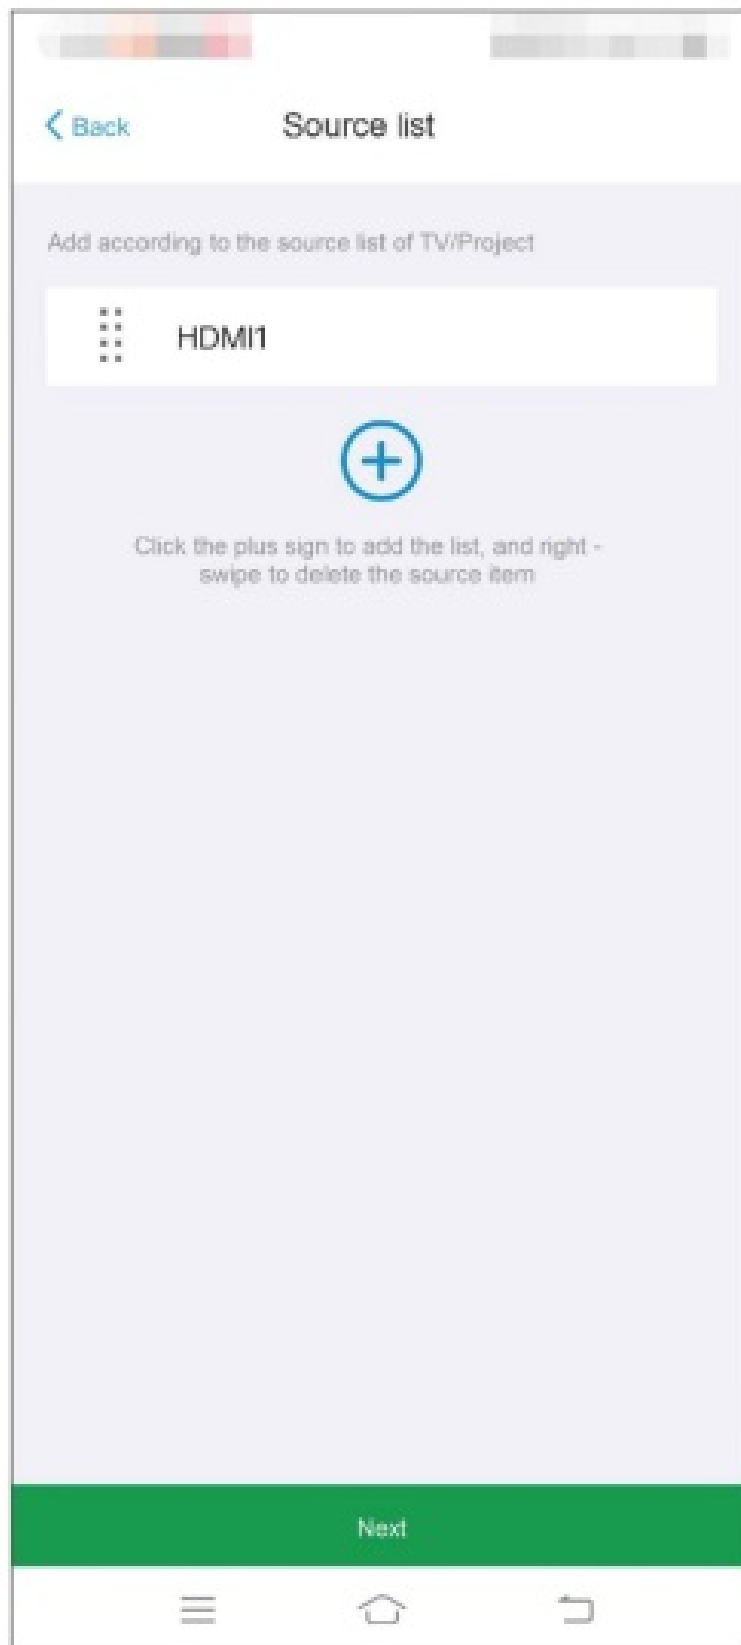 Back
Source list
Add according to the source list of TV/Project
HDMI1
Click the plus sign to add the list, and right -
swipe to delete the source item
Next